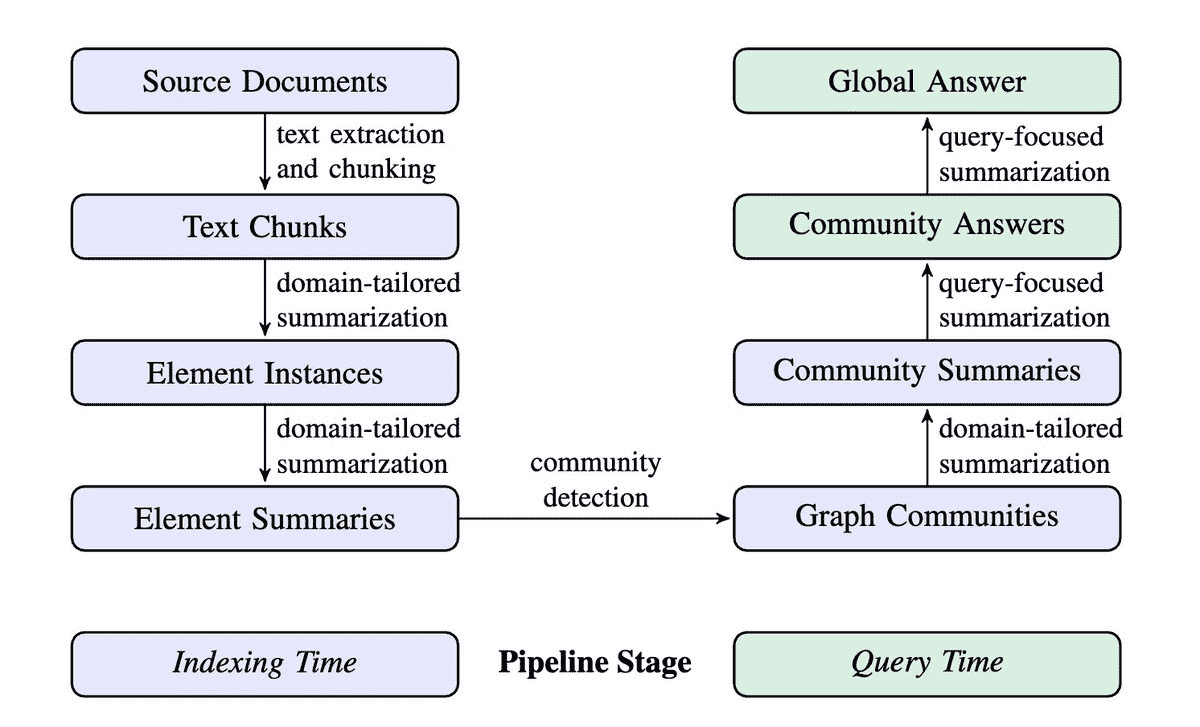 Source Documents
text extraction
and chunking
Text Chunks
domain-tailored
summarization
Element Instances
domain-tailored
summarization
Element Summaries
community
detection
Graph Communities
domain-tailored
summarization
Community Summaries
query-focused
summarization
Community Answers
query-focused
summarization
Global Answer
Indexing Time
Pipeline Stage
Query Time